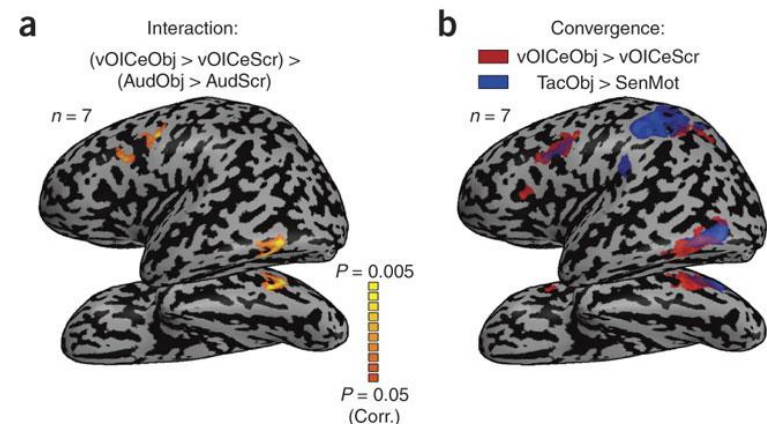 a
Interaction:
(vOICeObj > vOICeScr) >
(AudObj > AudScr)
n = 7
P = 0.005
P = 0.05
(Corr.)
b
Convergence:
vOICeObj > vOICeScr
TacObj > SenMot
n = 7